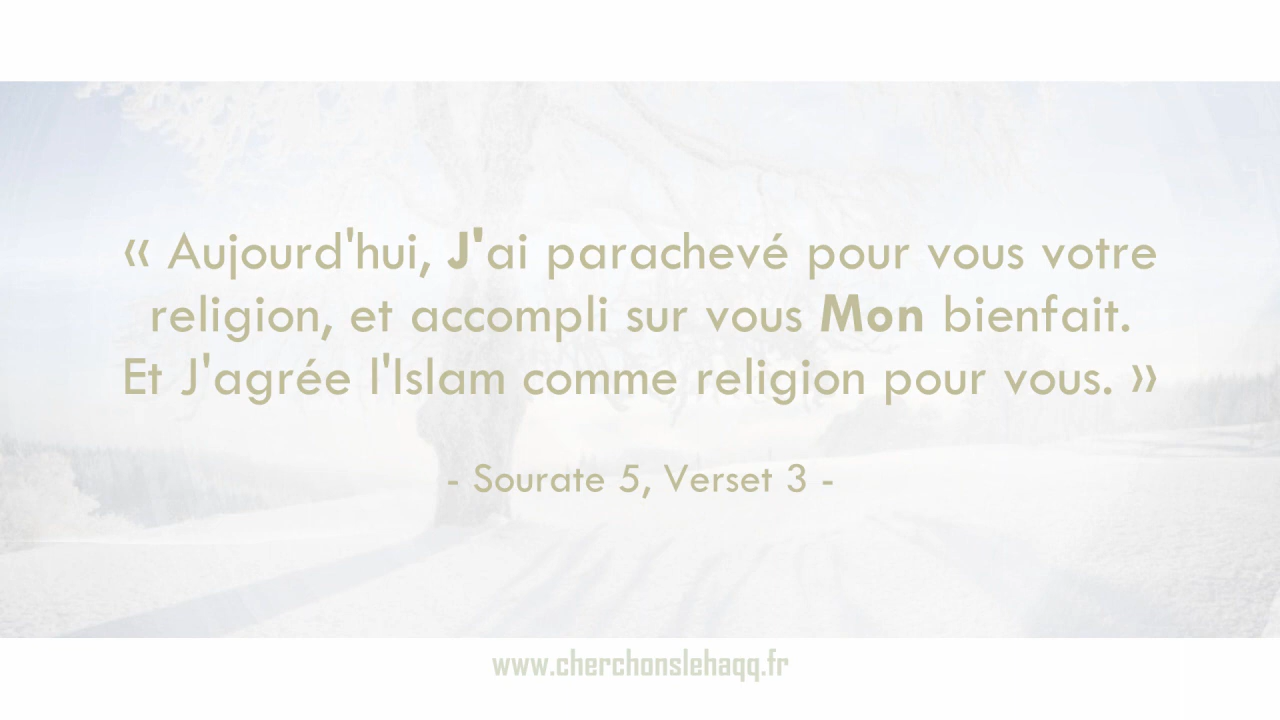 « Aujourd'hui, J'ai parachevé pour vous votre
religion, et accompli sur vous Mon bienfait.
Et J'agrée l'Islam comme religion pour vous. »
- Sourate 5, Verset 3 -
www.cherchonslehaqq.fr